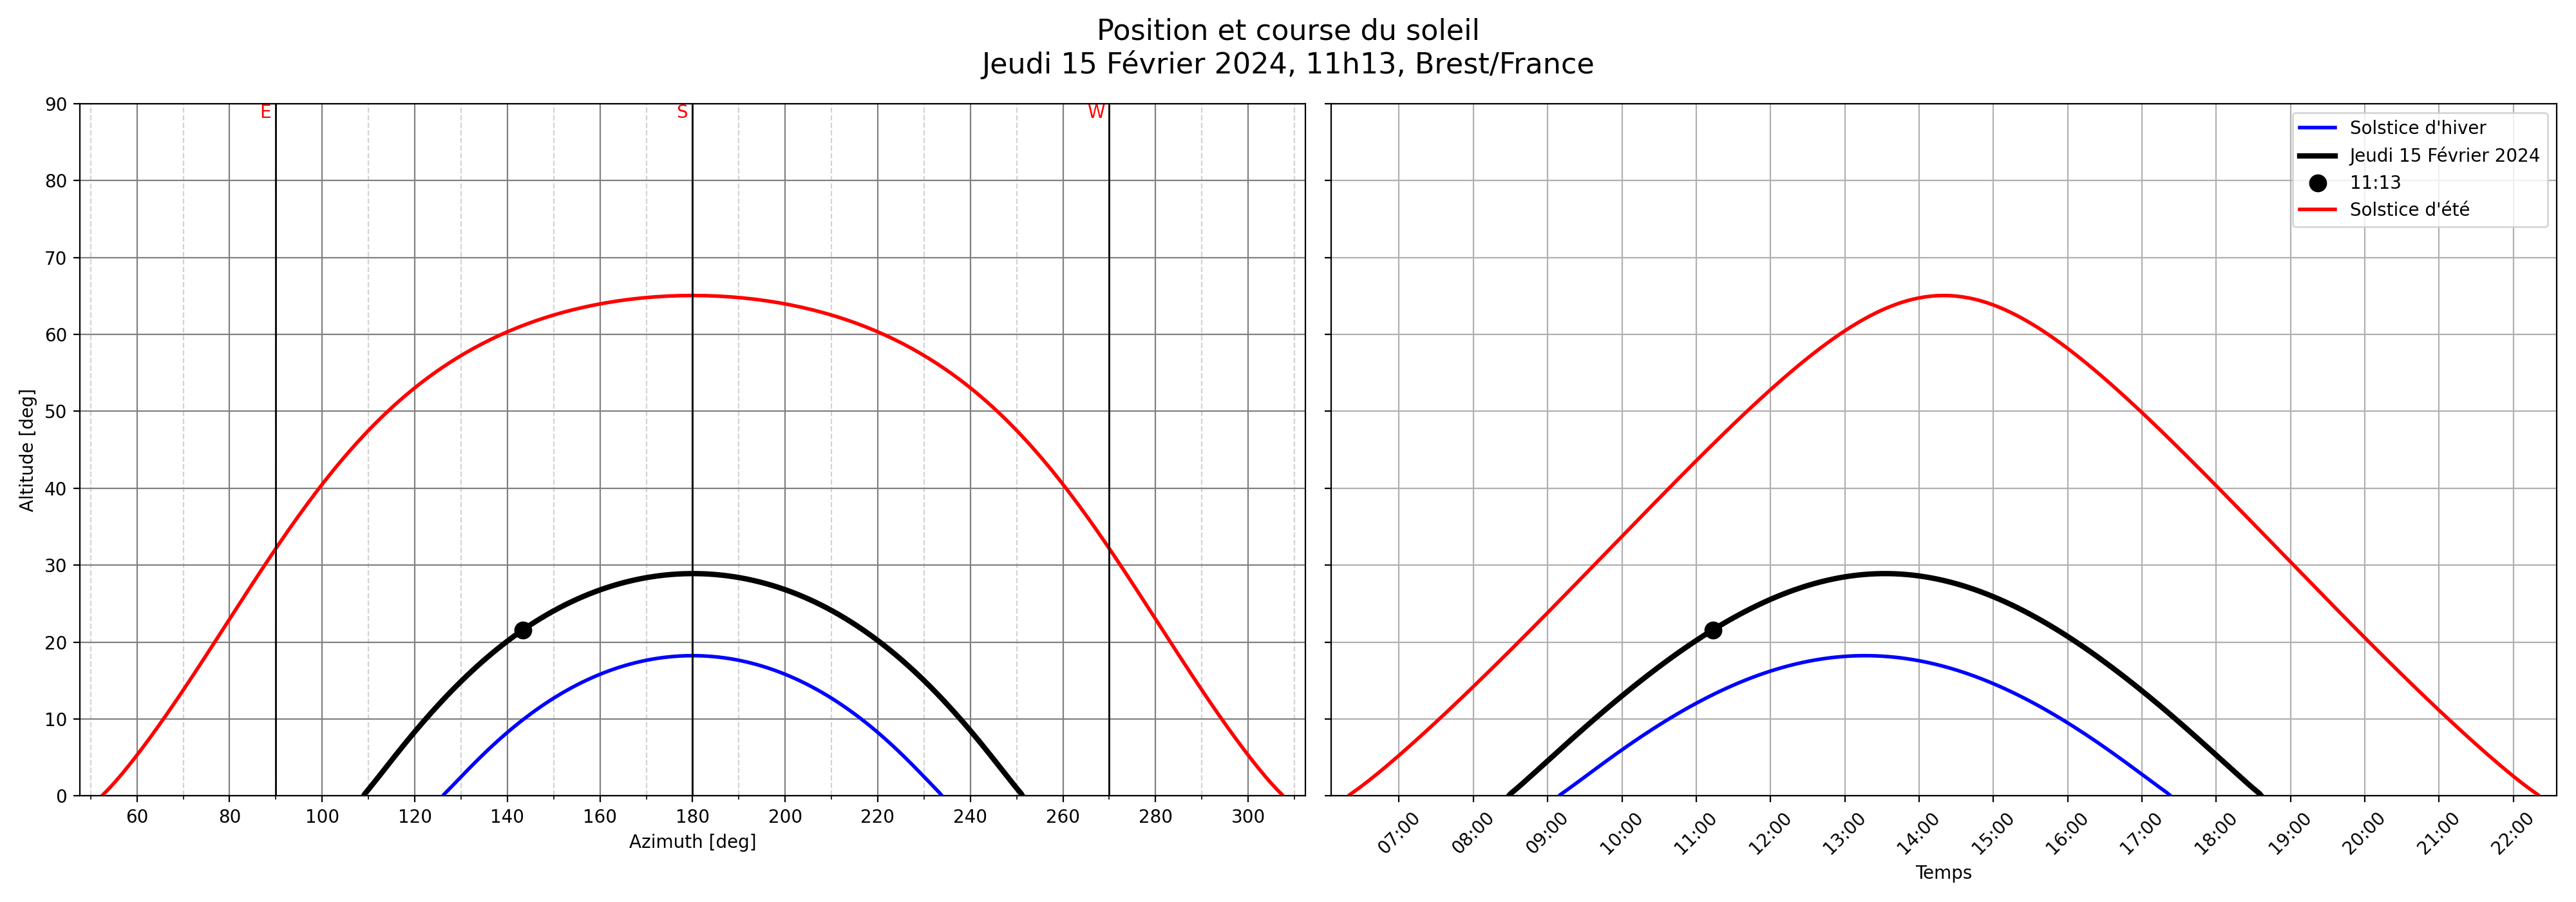 Position et course du soleil
Jeudi 15 Février 2024, 11h13, Brest/France
E
S
W
90
80
70
60
50
40
30
20
10
0
Altitude [deg]
60 80 100 120 140 160 180 200 220 240 260 280 300
Azimuth [deg]
Solstice d'hiver
Jeudi 15 Février 2024
11:13
Solstice d'été
07:00 08:00 09:00 10:00 11:00 12:00 13:00 14:00 15:00 16:00 17:00 18:00 19:00 20:00 21:00 22:00
Temps